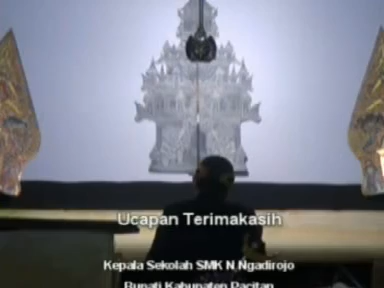 Ucapan Terimakasih
Kepala Sekolah SMK N Ngadirojo
Bupati Kabupaten Pacitan